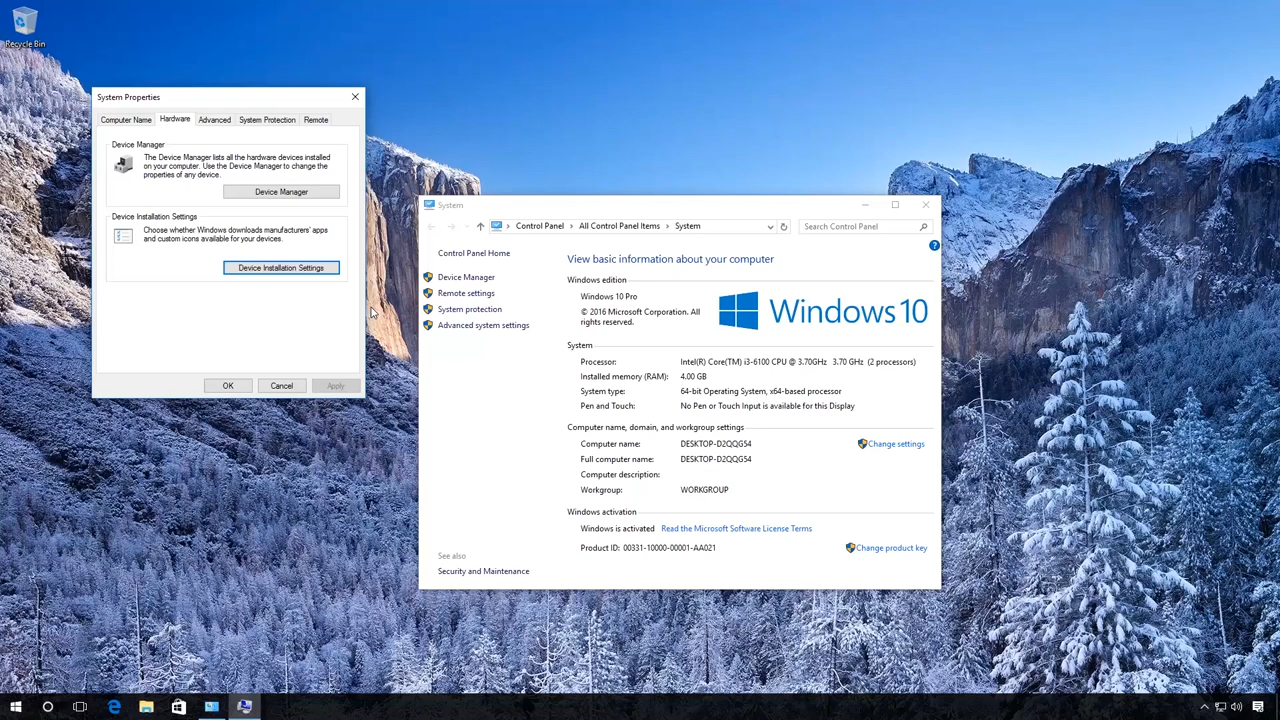 Recycle Bin
System Properties
Computer Name Hardware Advanced System Protection Remote
Device Manager
The Device Manager lists all the hardware devices installed
on your computer. Use the Device Manager to change the
properties of any device.
Device Manager
Device Installation Settings
Choose whether Windows downloads manufacturers' apps
and custom icons available for your devices.
Device Installation Settings
OK Cancel Apply
System
Control Panel All Control Panel Items System
Search Control Panel
Control Panel Home
Device Manager
Remote settings
System protection
Advanced system settings
See also
Security and Maintenance
View basic information about your computer
Windows edition
Windows 10 Pro
© 2016 Microsoft Corporation. All
rights reserved.
Windows 10
System
Processor: Intel(R) Core(TM) i3-6100 CPU @ 3.70GHz 3.70 GHz (2 processors)
Installed memory (RAM): 4.00 GB
System type: 64-bit Operating System, x64-based processor
Pen and Touch: No Pen or Touch Input is available for this Display
Computer name, domain, and workgroup settings
Computer name: DESKTOP-D2QQG54 Change settings
Full computer name: DESKTOP-D2QQG54
Computer description:
Workgroup: WORKGROUP
Windows activation
Windows is activated Read the Microsoft Software License Terms
Product ID: 00331-10000-00001-AA021 Change product key